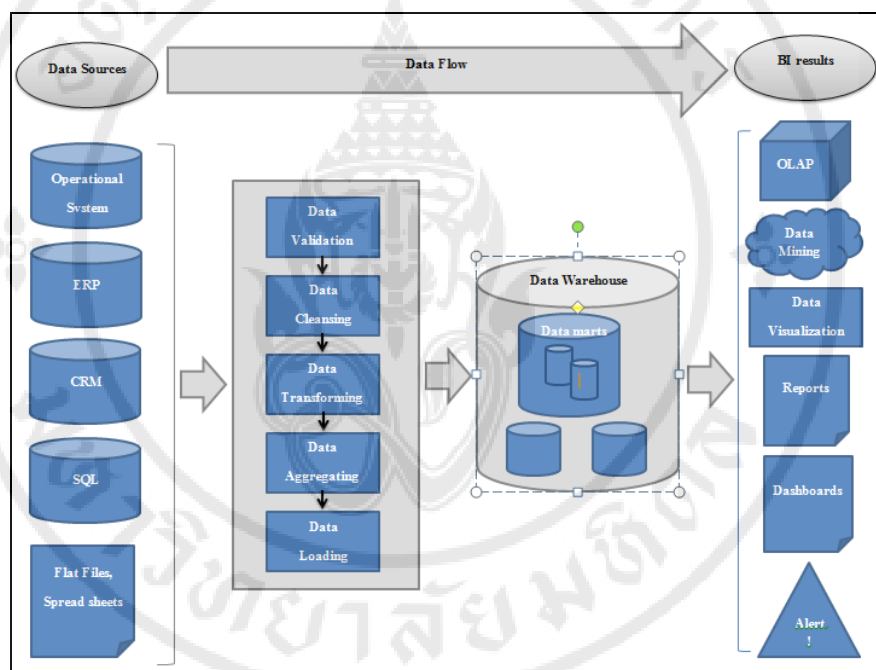 Data Sources
Data Flow
BI results
Operational
System
ERP
CRM
SQL
Flat Files,
Spread sheets
Data
Validation
Data
Cleansing
Data
Transforming
Data
Aggregating
Data
Loading
Data Warehouse
Data marts
OLAP
Data
Mining
Data
Visualization
Reports
Dashboards
Alert
!